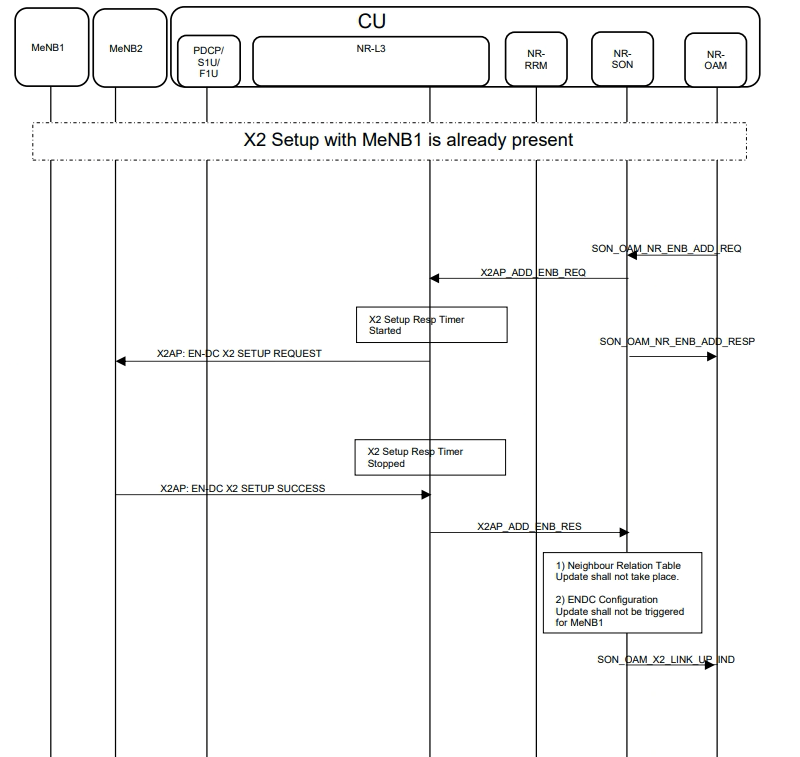 CU
MeNB1
MeNB2
PDCP/
S1U/
F1U
NR-L3
NR-
RRM
NR-
SON
NR-
OAM
X2 Setup with MeNB1 is already present
SON_OAM_NR_ENB_ADD_REQ
X2AP_ADD_ENB_REQ
X2 Setup Resp Timer
Started
SON_OAM_NR_ENB_ADD_RESP
X2AP: EN-DC X2 SETUP REQUEST
X2 Setup Resp Timer
Stopped
X2AP: EN-DC X2 SETUP SUCCESS
X2AP_ADD_ENB_RES
1) Neighbour Relation Table
Update shall not take place.
2) ENDC Configuration
Update shall not be triggered
for MeNB1
SON_OAM_X2_LINK_UP_IND